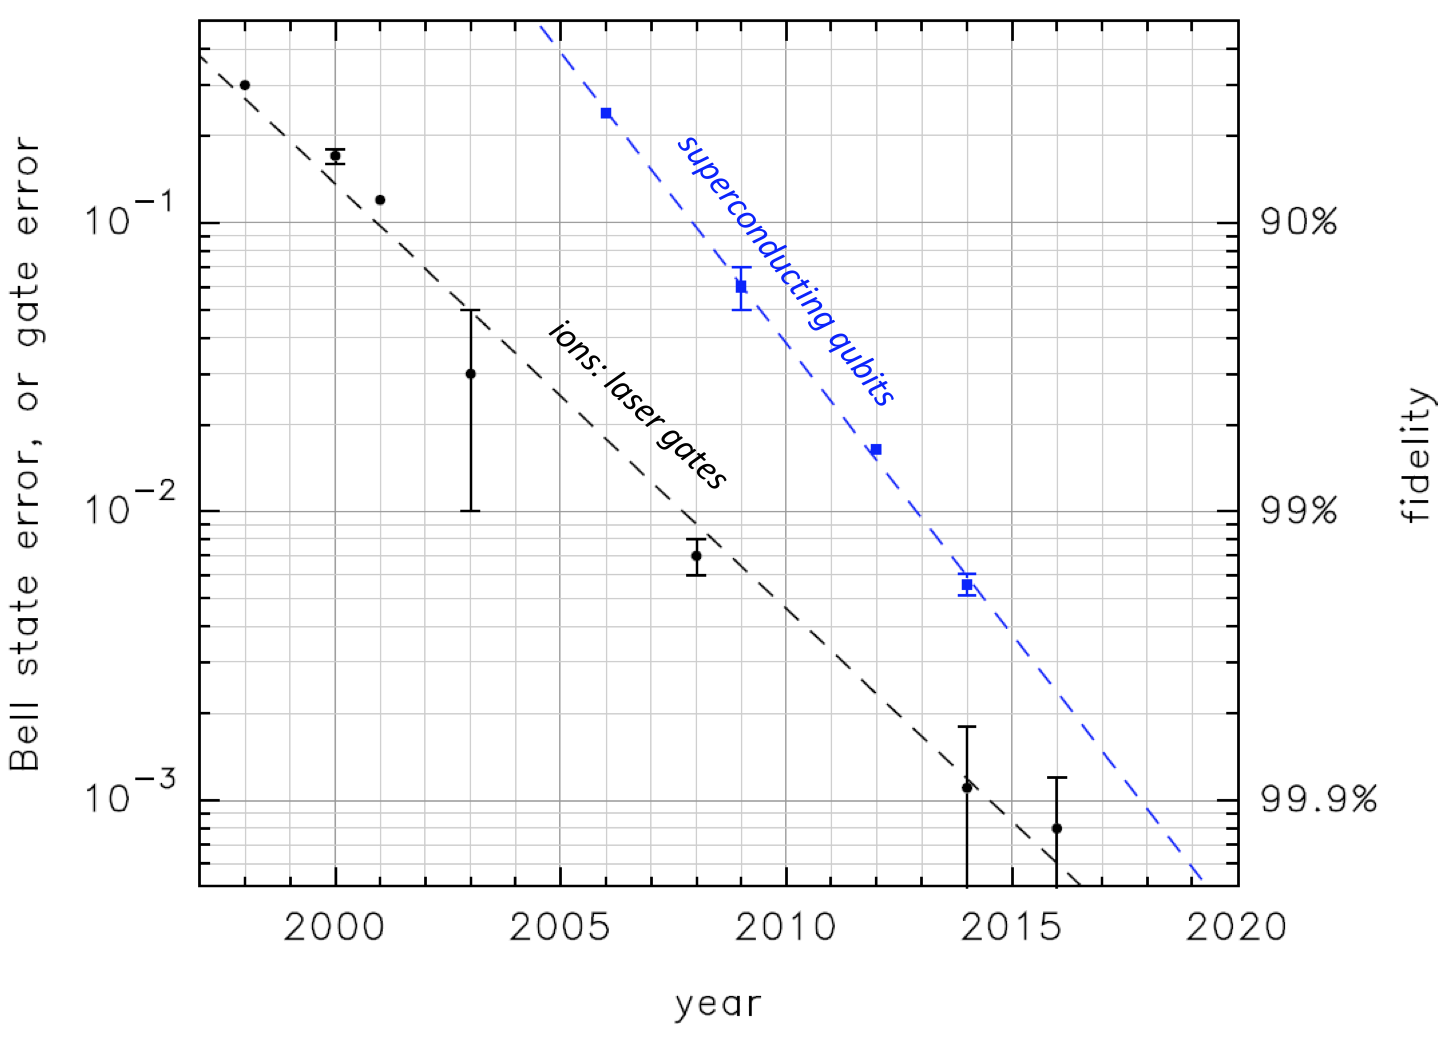 Bell state error, or gate error
10⁻¹
10⁻²
10⁻³
superconducting qubits
ions: laser gates
90%
99%
99.9%
fidelity
2000 2005 2010 2015 2020
year